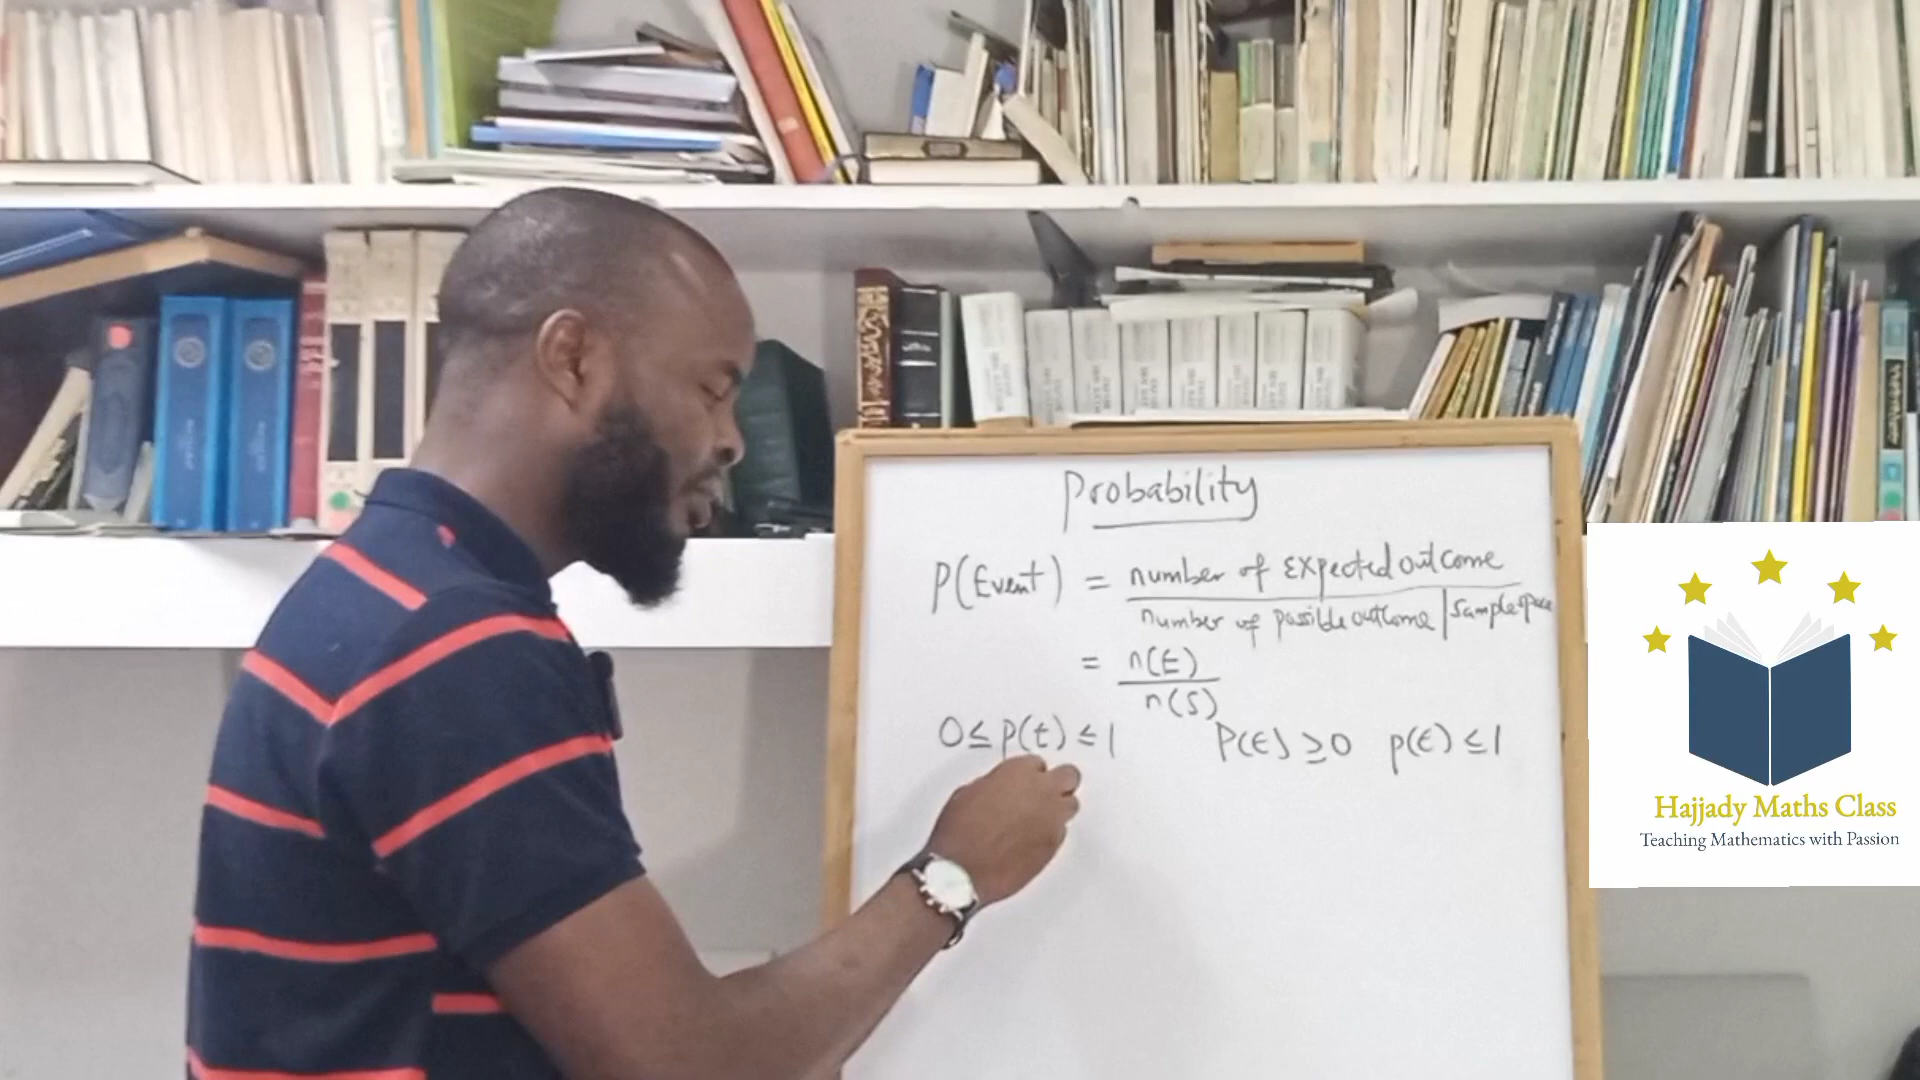 Probability
P(Event) = number of expected outcome
number of possible outcome | Sample space
= n(E)
n(S)
0 ≤ p(t) ≤ 1 P(E) ≥ 0 p(E) ≤ 1
Hajjady Maths Class
Teaching Mathematics with Passion